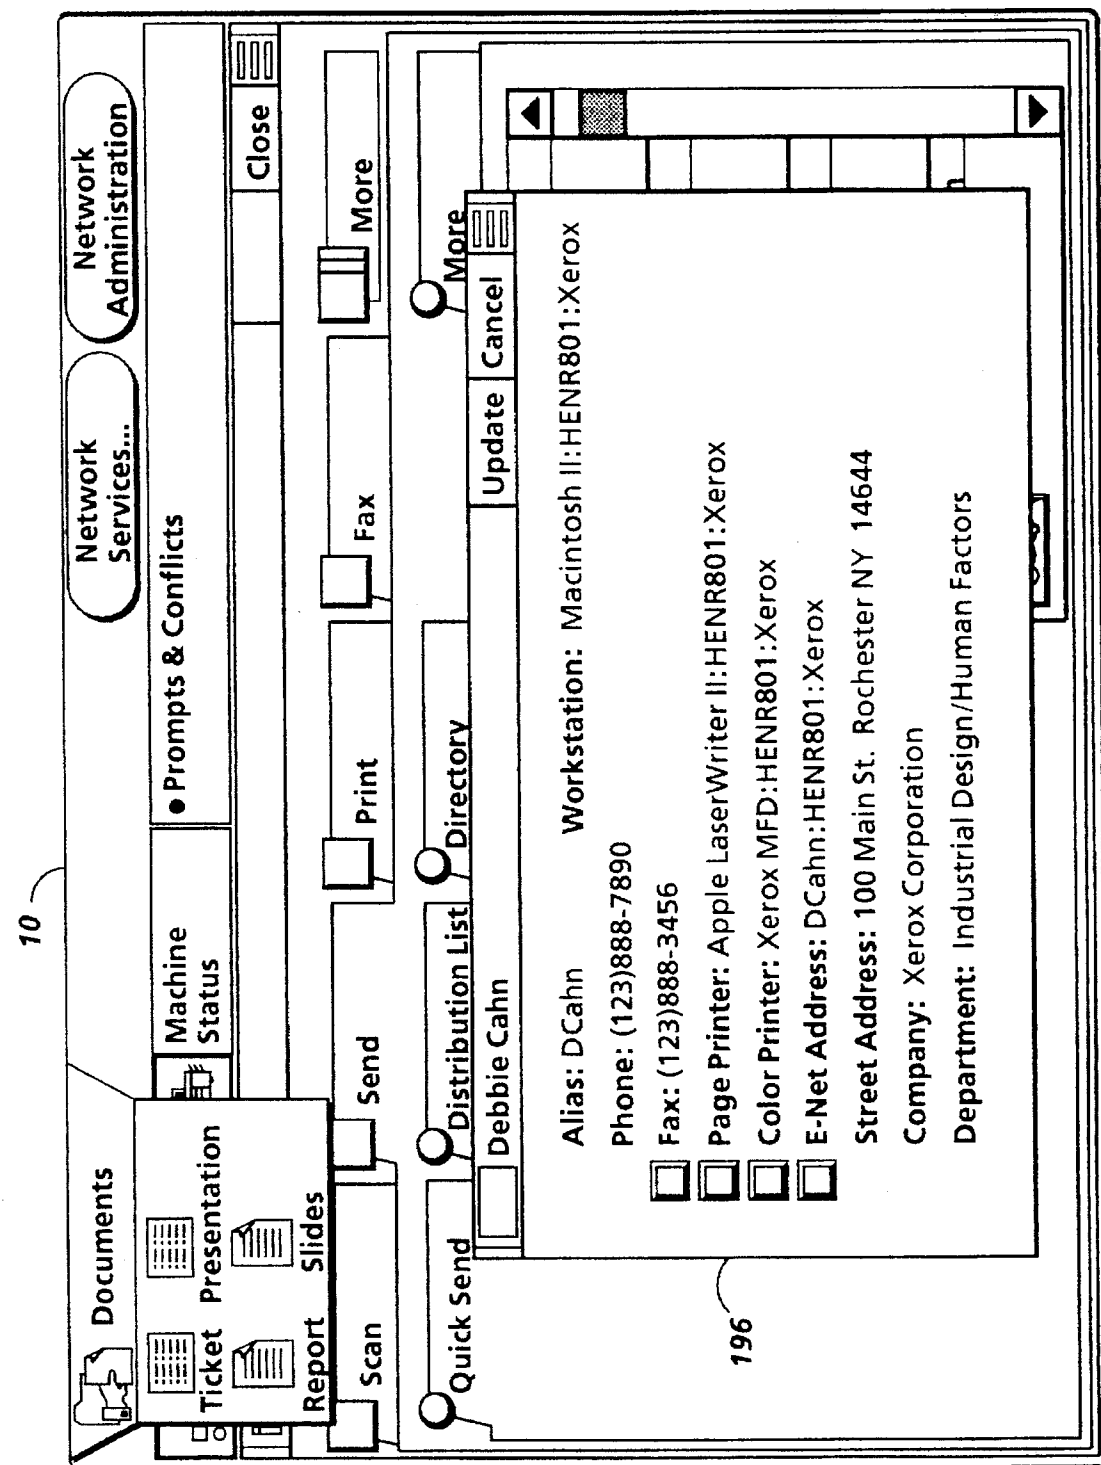 10
Documents
Network
Services...
Network
Administration
Ticket
Presentation
Report
Slides
Machine
Status
● Prompts & Conflicts
Close
Scan
Send
Print
Fax
More
Quick Send
Distribution List
Directory
More
Debbie Cahn
Update
Cancel
Alias: DCahn
Workstation: Macintosh II:HENR801:Xerox
Phone: (123)888-7890
Fax: (123)888-3456
Page Printer: Apple LaserWriter II:HENR801:Xerox
Color Printer: Xerox MFD:HENR801:Xerox
E-Net Address: DCahn:HENR801:Xerox
Street Address: 100 Main St. Rochester NY 14644
Company: Xerox Corporation
Department: Industrial Design/Human Factors
196